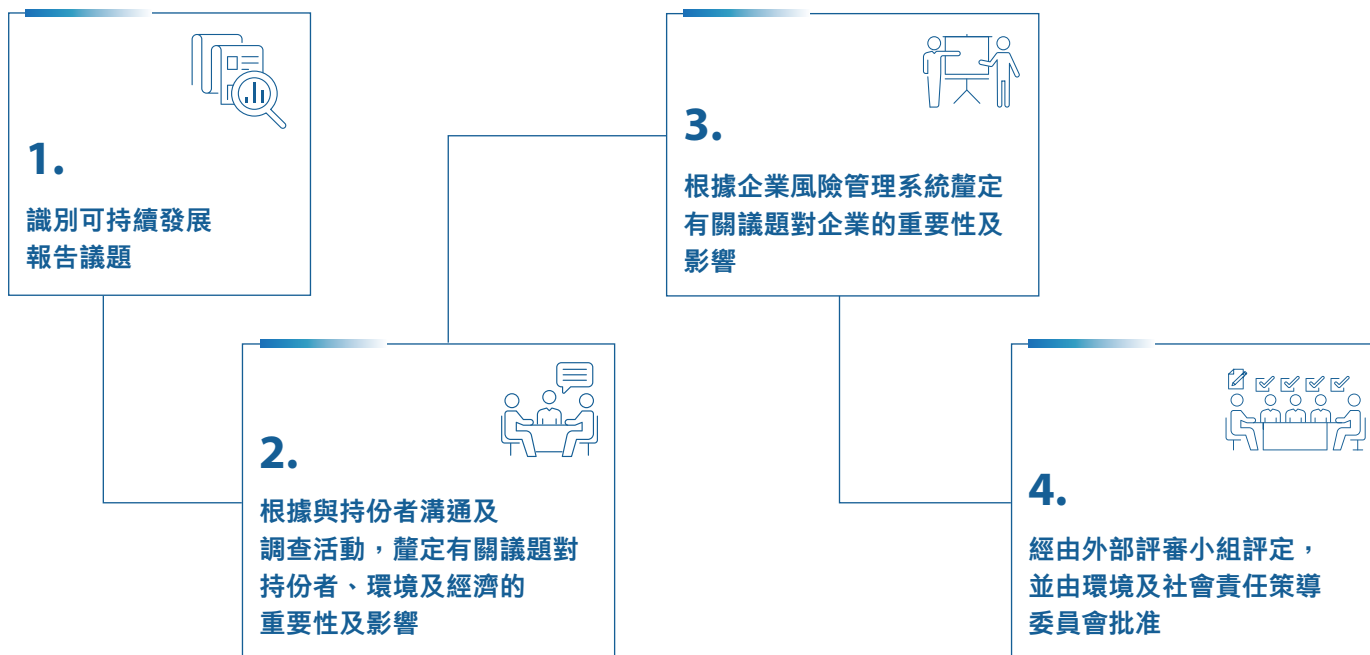 1.
識別可持續發展
報告議題
2.
根據與持份者溝通及
調查活動，釐定有關議題對
持份者、環境及經濟的
重要性及影響
3.
根據企業風險管理系統釐定
有關議題對企業的重要性及
影響
4.
經由外部評審小組評定，
並由環境及社會責任策導
委員會批准